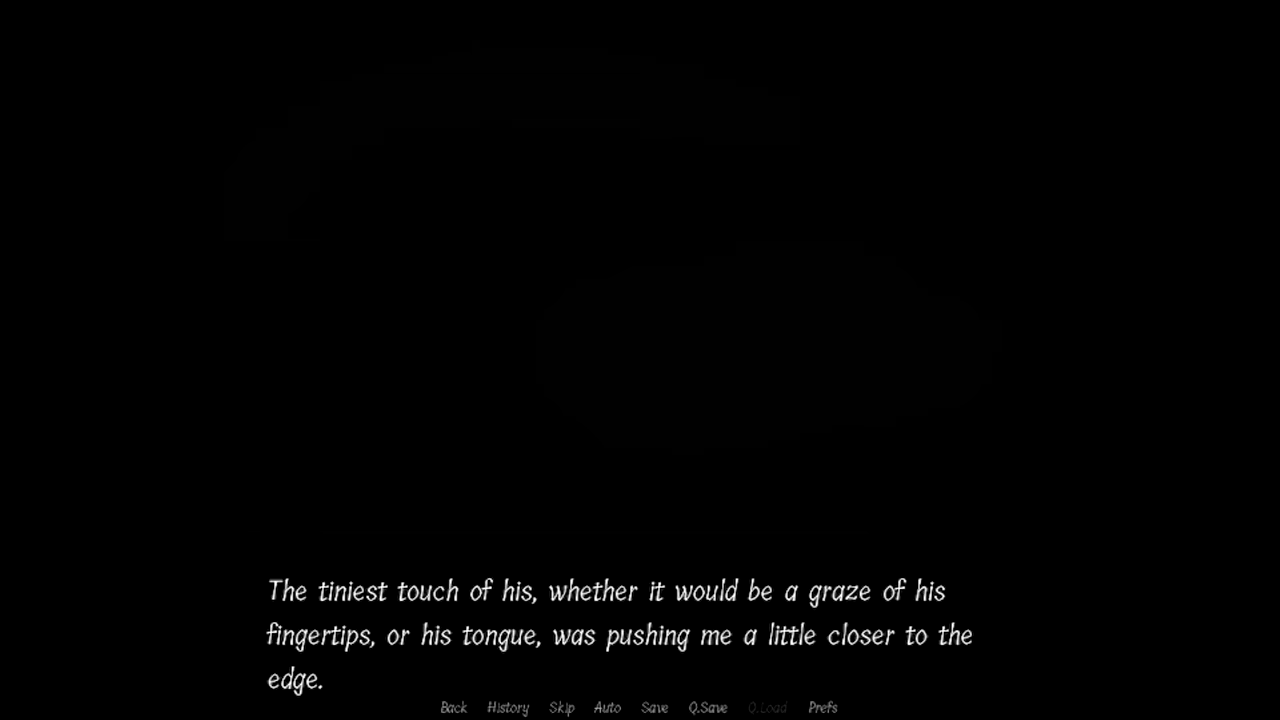 The tiniest touch of his, whether it would be a graze of his
fingertips, or his tongue, was pushing me a little closer to the
edge.
Back History Skip Auto Save Q.Save Q.Load Prefs